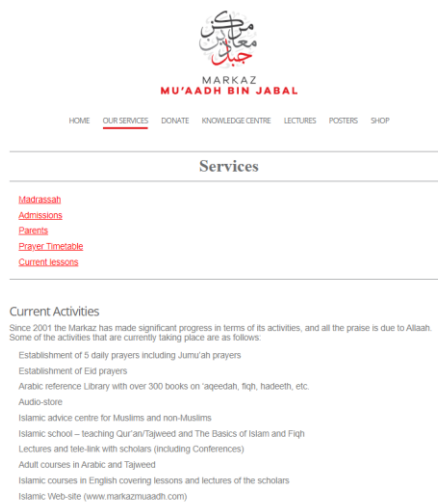 مركز
معاذ بن
جبل
MARKAZ
MU'AADH BIN JABAL
HOME OUR SERVICES DONATE KNOWLEDGE CENTRE LECTURES POSTERS SHOP
Services
Madrassah
Admissions
Parents
Prayer Timetable
Current lessons
Current Activities
Since 2001 the Markaz has made significant progress in terms of its activities, and all the praise is due to Allaah.
Some of the activities that are currently taking place are as follows:
Establishment of 5 daily prayers including Jumu'ah prayers
Establishment of Eid prayers
Arabic reference Library with over 300 books on 'aqeedah, fiqh, hadeeth, etc.
Audio-store
Islamic advice centre for Muslims and non-Muslims
Islamic school – teaching Qur'an/Tajweed and The Basics of Islam and Fiqh
Lectures and tele-link with scholars (including Conferences)
Adult courses in Arabic and Tajweed
Islamic courses in English covering lessons and lectures of the scholars
Islamic Web-site (www.markazmuaadh.com)